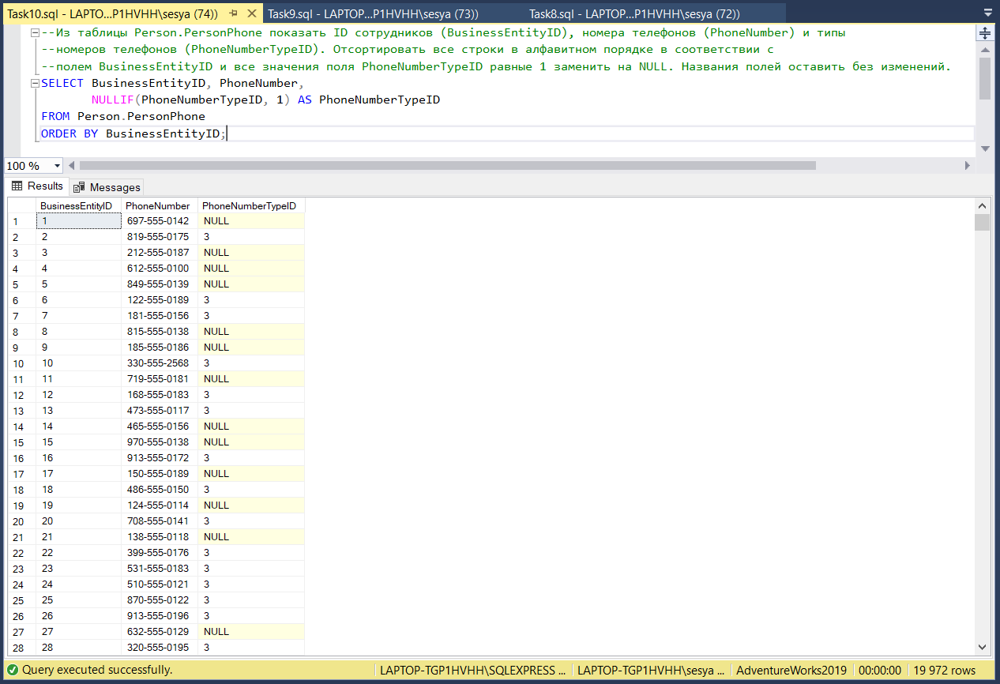 Task10.sql - LAPTO...P1HVHH\sesya (74))
Task9.sql - LAPTOP...P1HVHH\sesya (73))
Task8.sql - LAPTOP...P1HVHH\sesya (72))
--Из таблицы Person.PersonPhone показать ID сотрудников (BusinessEntityID), номера телефонов (PhoneNumber) и типы
--номеров телефонов (PhoneNumberTypeID). Отсортировать все строки в алфавитном порядке в соответствии с
--полем BusinessEntityID и все значения поля PhoneNumberTypeID равные 1 заменить на NULL. Названия полей оставить без изменений.
SELECT BusinessEntityID, PhoneNumber,
NULLIF(PhoneNumberTypeID, 1) AS PhoneNumberTypeID
FROM Person.PersonPhone
ORDER BY BusinessEntityID;
100 %
Results Messages
BusinessEntityID PhoneNumber PhoneNumberTypeID
1 1 697-555-0142 NULL
2 2 819-555-0175 3
3 3 212-555-0187 NULL
4 4 612-555-0100 NULL
5 5 849-555-0139 NULL
6 6 122-555-0189 3
7 7 181-555-0156 3
8 8 815-555-0138 NULL
9 9 185-555-0186 NULL
10 10 330-555-2568 3
11 11 719-555-0181 NULL
12 12 168-555-0183 3
13 13 473-555-0117 3
14 14 465-555-0156 NULL
15 15 970-555-0138 NULL
16 16 913-555-0172 3
17 17 150-555-0189 NULL
18 18 486-555-0150 3
19 19 124-555-0114 NULL
20 20 708-555-0141 3
21 21 138-555-0118 NULL
22 22 399-555-0176 3
23 23 531-555-0183 3
24 24 510-555-0121 3
25 25 870-555-0122 3
26 26 913-555-0196 3
27 27 632-555-0129 NULL
28 28 320-555-0195 3
Query executed successfully.
LAPTOP-TGP1HVHH\SQLEXPRESS ...
LAPTOP-TGP1HVHH\sesya ...
AdventureWorks2019
00:00:00
19 972 rows